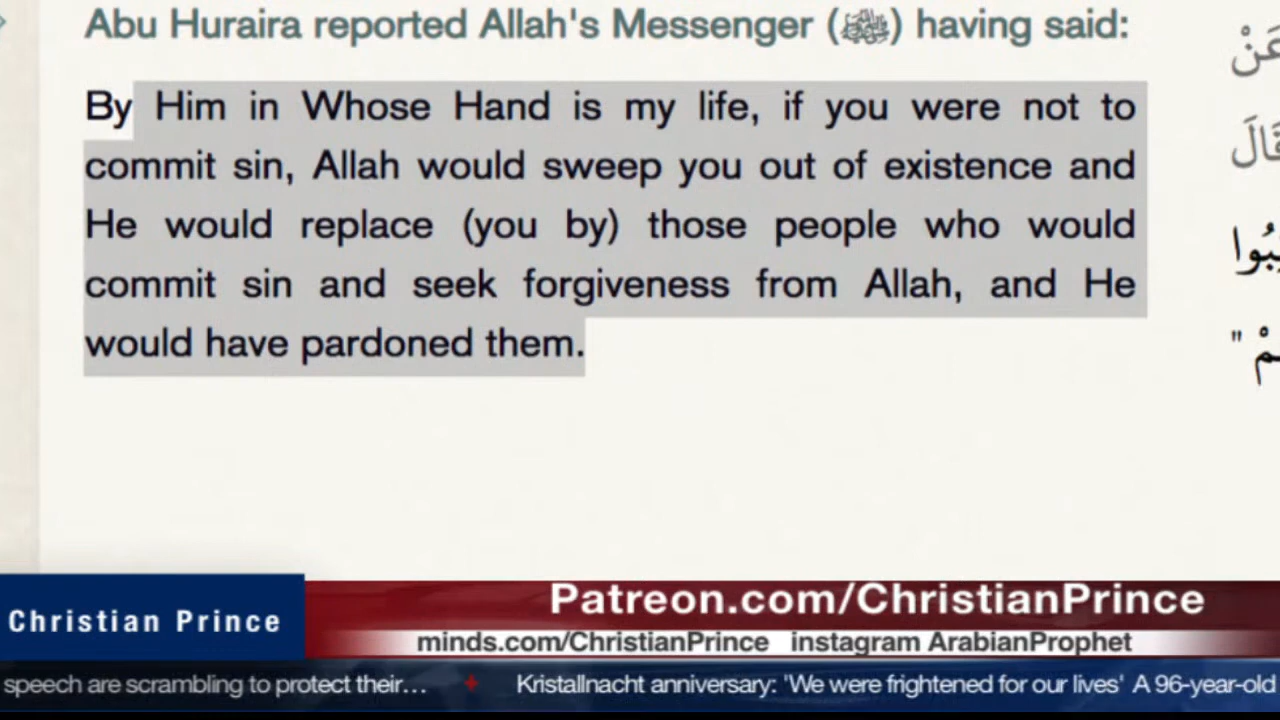 Abu Huraira reported Allah's Messenger (ﷺ) having said:
By Him in Whose Hand is my life, if you were not to
commit sin, Allah would sweep you out of existence and
He would replace (you by) those people who would
commit sin and seek forgiveness from Allah, and He
would have pardoned them.
عَنْ
قَالَ
Christian Prince
Patreon.com/ChristianPrince
minds.com/ChristianPrince instagram ArabianProphet
speech are scrambling to protect their... Kristallnacht anniversary: 'We were frightened for our lives' A 96-year-old